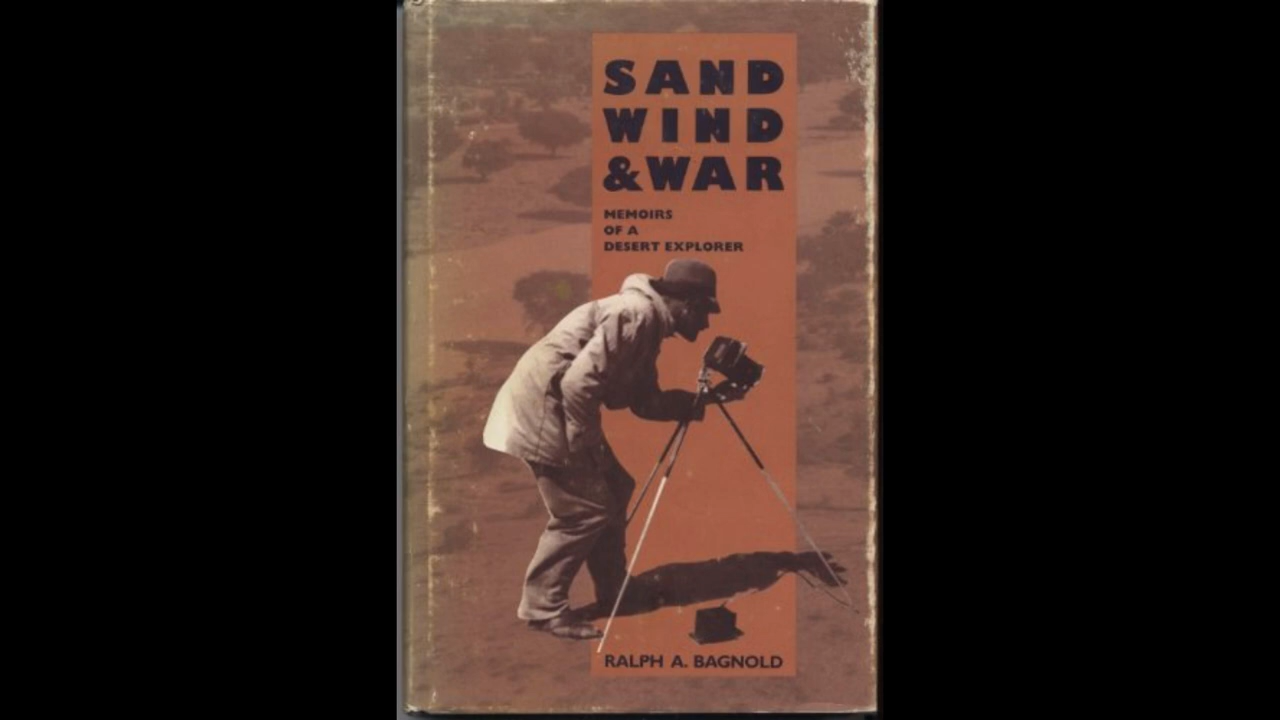 SAND
WIND
&WAR
MEMOIRS
OF A
DESERT EXPLORER
RALPH A. BAGNOLD